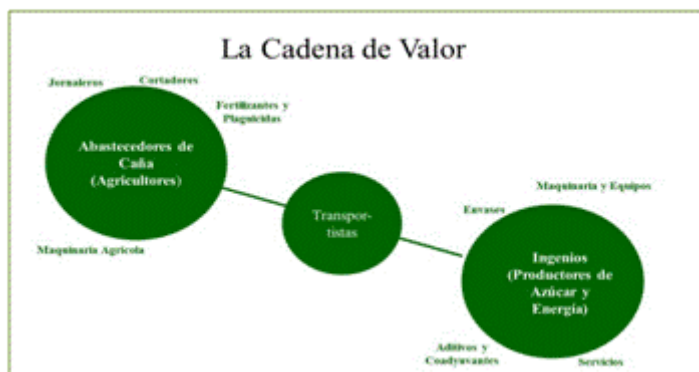 La Cadena de Valor
Jornaleros
Cortadores
Fertilizantes y
Plaguicidas
Abastecedores de
Caña
(Agricultores)
Maquinaria Agrícola
Transpor-
tistas
Maquinaria y Equipos
Envases
Ingenios
(Productores de
Azúcar y
Energía)
Aditivos y
Coadyuvantes
Servicios